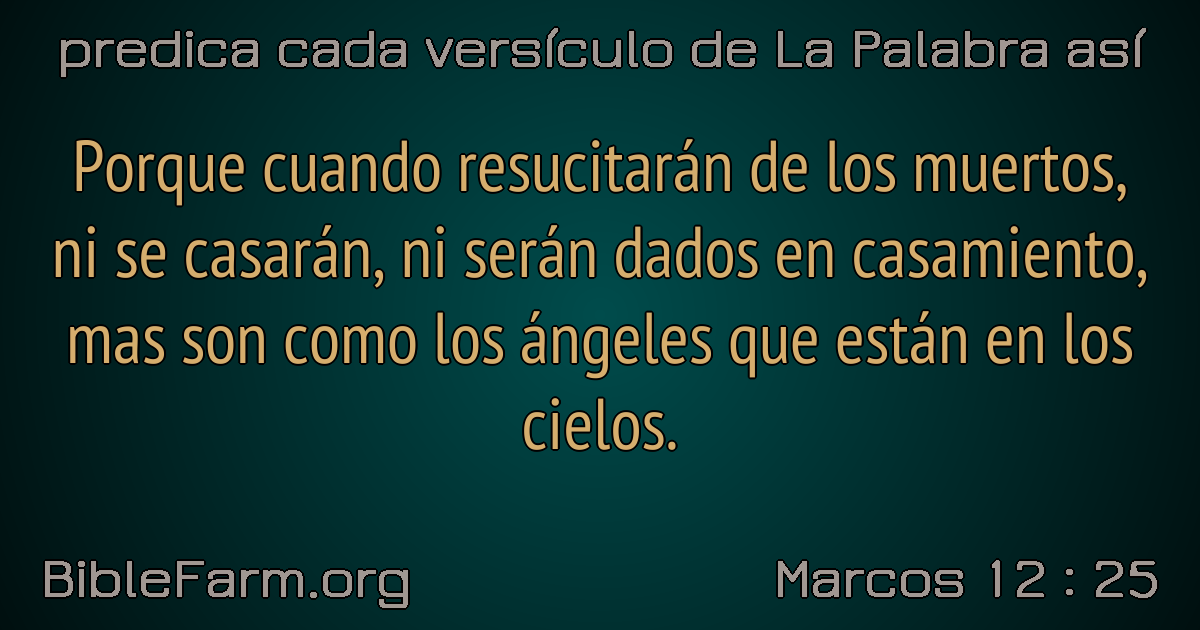 predica cada versículo de La Palabra así
Porque cuando resucitarán de los muertos,
ni se casarán, ni serán dados en casamiento,
mas son como los ángeles que están en los
cielos.
BibleFarm.org
Marcos 12 : 25